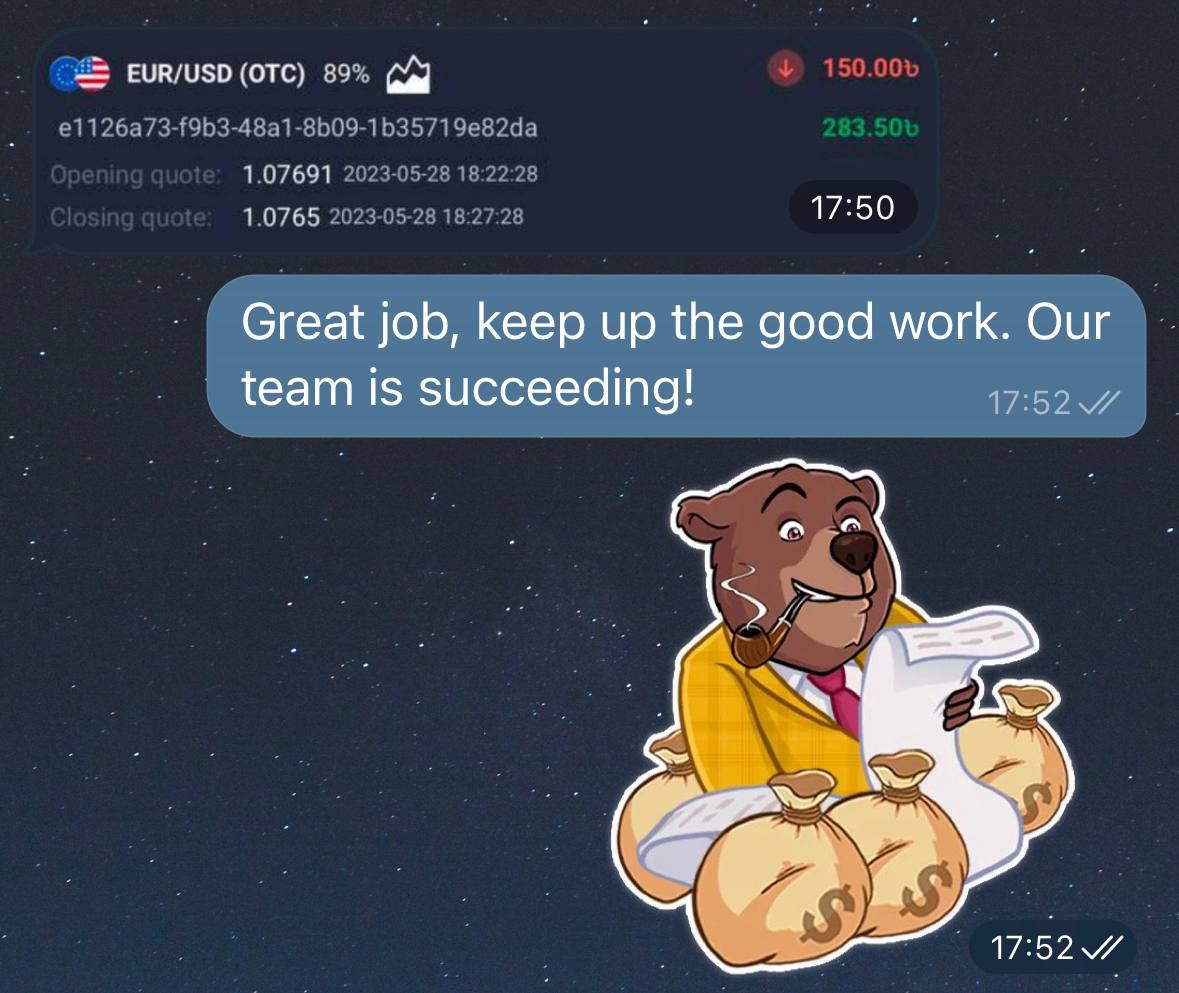 EUR/USD (OTC) 89% 150.00৳
e1126a73-f9b3-48a1-8b09-1b35719e82da 283.50৳
Opening quote: 1.07691 2023-05-28 18:22:28
Closing quote: 1.0765 2023-05-28 18:27:28
17:50
Great job, keep up the good work. Our
team is succeeding!
17:52
$
$
$
17:52